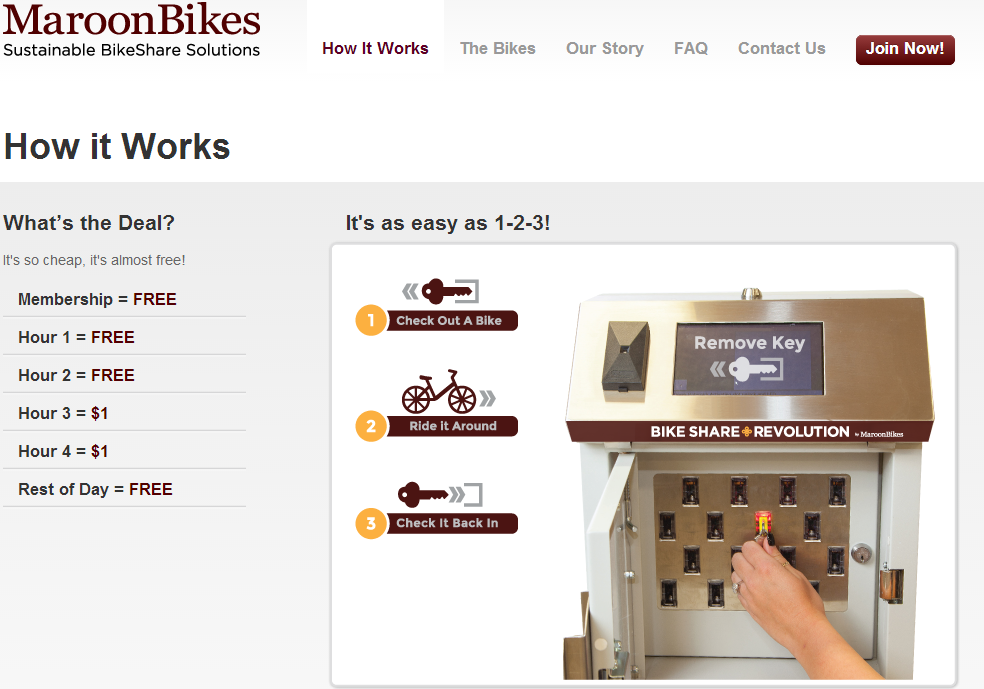 MaroonBikes
Sustainable BikeShare Solutions
How It Works
The Bikes
Our Story
FAQ
Contact Us
Join Now!
How it Works
What’s the Deal?
It's so cheap, it's almost free!
Membership = FREE
Hour 1 = FREE
Hour 2 = FREE
Hour 3 = $1
Hour 4 = $1
Rest of Day = FREE
It's as easy as 1-2-3!
1 Check Out A Bike
2 Ride it Around
3 Check It Back In
Remove Key
BIKE SHARE REVOLUTION by MaroonBikes